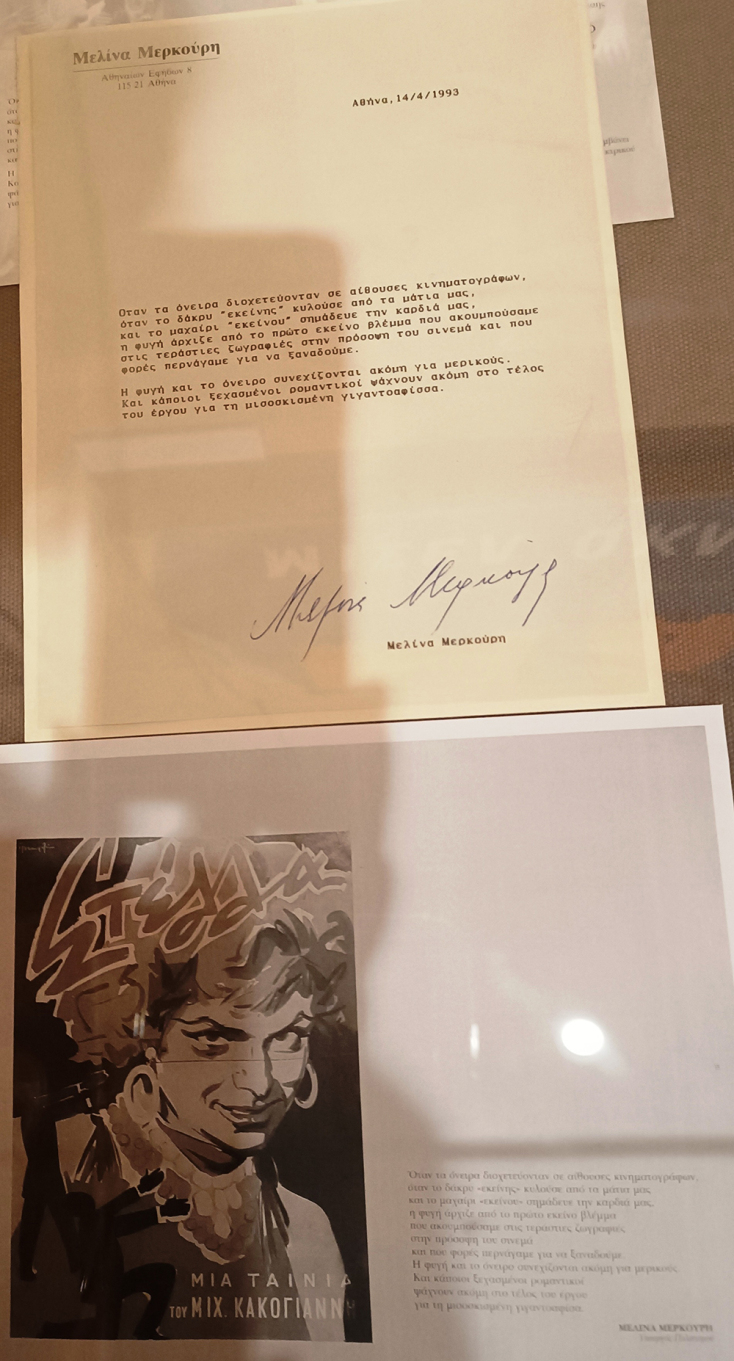 Μελίνα Μερκούρη
Αθηναίων Εφήβων 8
115 21 Αθήνα
Αθήνα,14/4/1993
Οταν τα όνειρα διοχετεύονταν σε αίθουσες κινηματογράφων,
όταν το δάκρυ "εκείνης" κυλούσε από τα μάτια μας,
και το μαχαίρι "εκείνου" σημάδευε την καρδιά μας,
η φυγή άρχιζε από το πρώτο εκείνο βλέμμα που ακουμπούσαμε
στις τεράστιες ζωγραφιές στην πρόσοψη του σινεμά και που
φορές περνάγαμε για να ξαναδούμε.
Η φυγή και το όνειρο συνεχίζονται ακόμη για μερικούς.
Και κάποιοι ξεχασμένοι ρομαντικοί ψάχνουν ακόμη στο τέλος
του έργου για τη μισοσκισμένη γιγαντοαφίσσα.
Μελίνα Μερκούρη
Μελίνα Μερκούρη
Στέλλα
ΜΙΑ ΤΑΙΝΙΑ
ΤΟΥ ΜΙΧ. ΚΑΚΟΓΙΑΝΝΗ
Όταν τα όνειρα διοχετεύονταν σε αίθουσες κινηματογράφων,
όταν το δάκρυ «εκείνης» κυλούσε από τα μάτια μας
και το μαχαίρι «εκείνου» σημάδευε την καρδιά μας,
η φυγή άρχιζε από το πρώτο εκείνο βλέμμα
που ακουμπούσαμε στις τεράστιες ζωγραφιές
στην πρόσοψη του σινεμά
και που φορές περνάγαμε για να ξαναδούμε.
Η φυγή και το όνειρο συνεχίζονται ακόμη για μερικούς.
Και κάποιοι ξεχασμένοι ρομαντικοί
ψάχνουν ακόμη στο τέλος του έργου
για τη μισοσκισμένη γιγαντοαφίσα.
ΜΕΛΙΝΑ ΜΕΡΚΟΥΡΗ